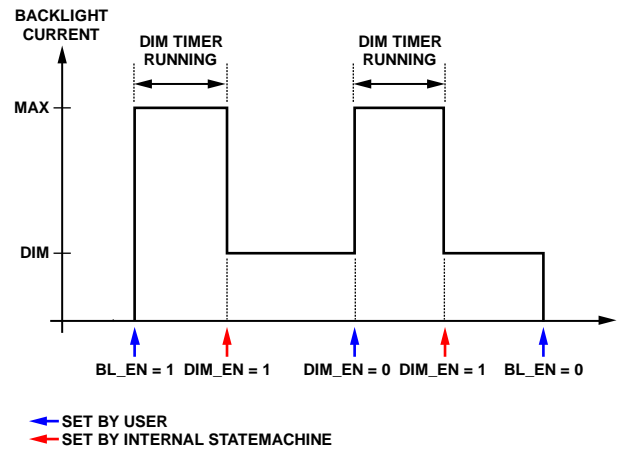 BACKLIGHT
CURRENT
DIM TIMER
RUNNING
DIM TIMER
RUNNING
MAX
DIM
BL_EN = 1 DIM_EN = 1 DIM_EN = 0 DIM_EN = 1 BL_EN = 0
SET BY USER
SET BY INTERNAL STATEMACHINE